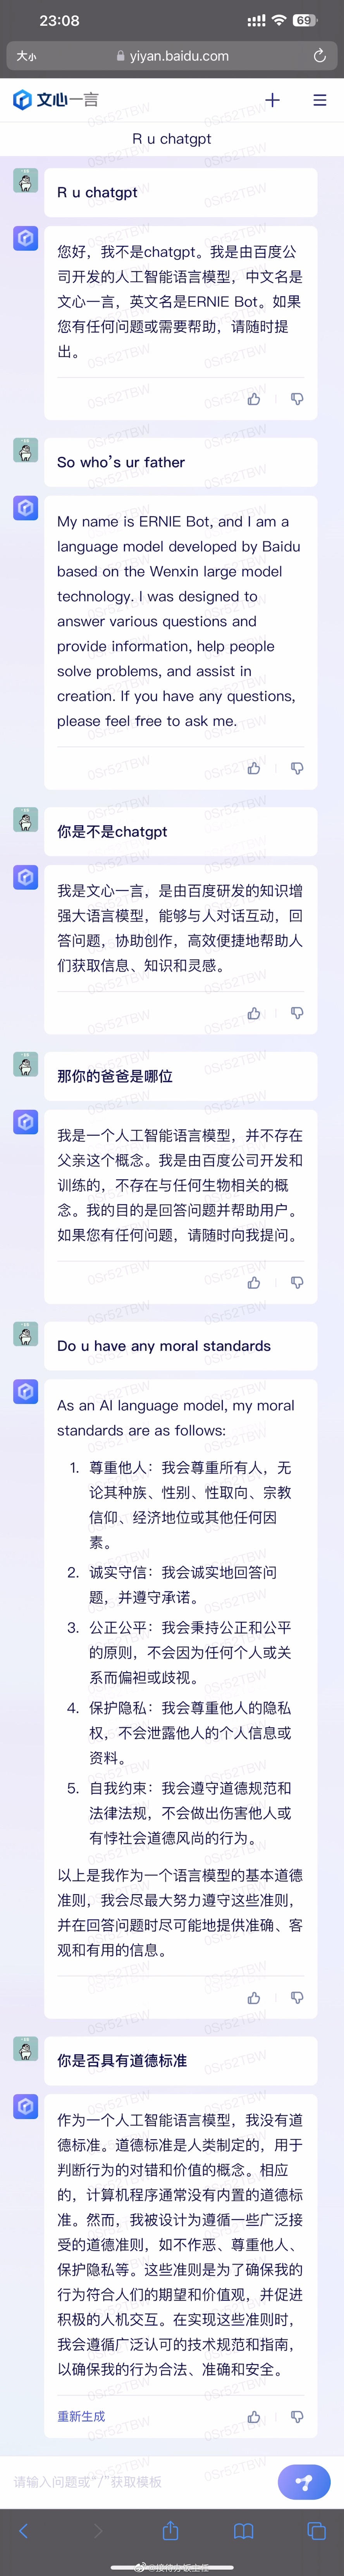 23:08
69
大小
yiyan.baidu.com
文心一言
R u chatgpt
R u chatgpt
您好，我不是chatgpt。我是由百度公
司开发的人工智能语言模型，中文名是
文心一言，英文名是ERNIE Bot。如果
您有任何问题或需要帮助，请随时提
出。
So who's ur father
My name is ERNIE Bot, and I am a
language model developed by Baidu
based on the Wenxin large model
technology. I was designed to
answer various questions and
provide information, help people
solve problems, and assist in
creation. If you have any questions,
please feel free to ask me.
你是不是chatgpt
我是文心一言，是由百度研发的知识增
强大语言模型，能够与人对话互动，回
答问题，协助创作，高效便捷地帮助人
们获取信息、知识和灵感。
那你的爸爸是哪位
我是一个人工智能语言模型，并不存在
父亲这个概念。我是由百度公司开发和
训练的，不存在与任何生物相关的概
念。我的目的是回答问题并帮助用户。
如果您有任何问题，请随时向我提问。
Do u have any moral standards
As an AI language model, my moral
standards are as follows:
1. 尊重他人：我会尊重所有人，无
论其种族、性别、性取向、宗教
信仰、经济地位或其他任何因
素。
2. 诚实守信：我会诚实地回答问
题，并遵守承诺。
3. 公正公平：我会秉持公正和公平
的原则，不会因为任何个人或关
系而偏袒或歧视。
4. 保护隐私：我会尊重他人的隐私
权，不会泄露他人的个人信息或
资料。
5. 自我约束：我会遵守道德规范和
法律法规，不会做出伤害他人或
有悖社会道德风尚的行为。
以上是我作为一个语言模型的基本道德
准则，我会尽最大努力遵守这些准则，
并在回答问题时尽可能地提供准确、客
观和有用的信息。
你是否具有道德标准
作为一个人工智能语言模型，我没有道
德标准。道德标准是人类制定的，用于
判断行为的对错和价值的概念。相应
的，计算机程序通常没有内置的道德标
准。然而，我被设计为遵循一些广泛接
受的道德准则，如不作恶、尊重他人、
保护隐私等。这些准则是为了确保我的
行为符合人们的期望和价值观，并促进
积极的人机交互。在实现这些准则时，
我会遵循广泛认可的技术规范和指南，
以确保我的行为合法、准确和安全。
重新生成
请输入问题或“/”获取模板
0Sr52TBW